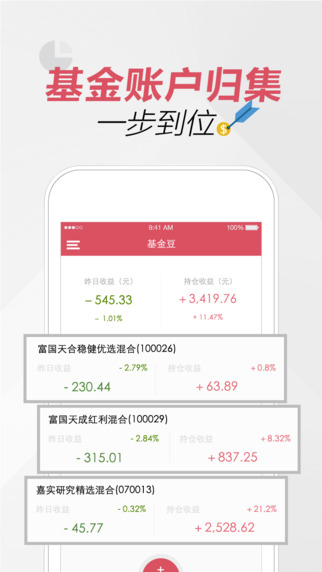 基金账户归集
一步到位
9:41 AM 100%
基金豆
昨日收益（元） 持仓收益（元）
－545.33 ＋3,419.76
－1.01% ＋11.47%
富国天合稳健优选混合(100026)
昨日收益 - 2.79% 持仓收益 + 0.8%
- 230.44 + 63.89
富国天成红利混合(100029)
昨日收益 - 2.84% 持仓收益 + 8.32%
- 315.01 + 837.25
嘉实研究精选混合(070013)
昨日收益 - 0.32% 持仓收益 + 21.2%
- 45.77 + 2,528.62